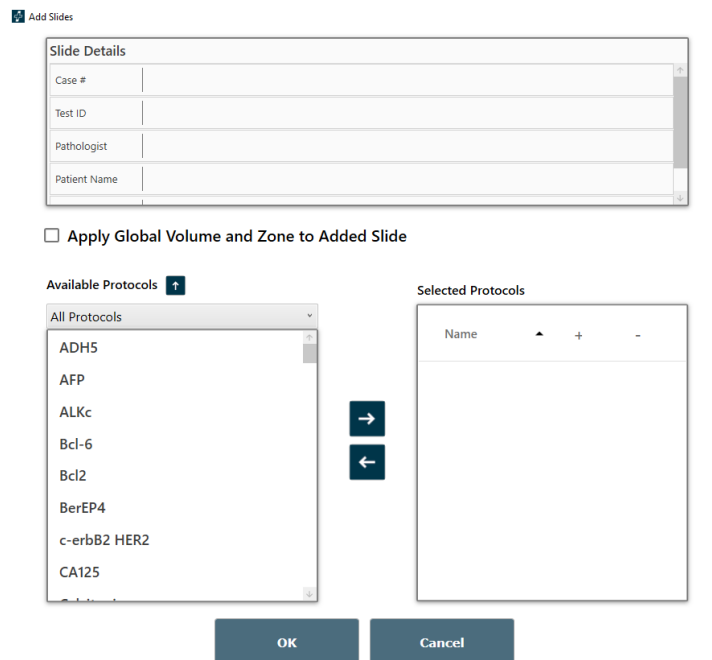 Add Slides
Slide Details
Case #
Test ID
Pathologist
Patient Name
Apply Global Volume and Zone to Added Slide
Available Protocols
Selected Protocols
All Protocols
Name + -
ADH5
AFP
ALKc
Bcl-6
Bcl2
BerEP4
c-erbB2 HER2
CA125
OK Cancel